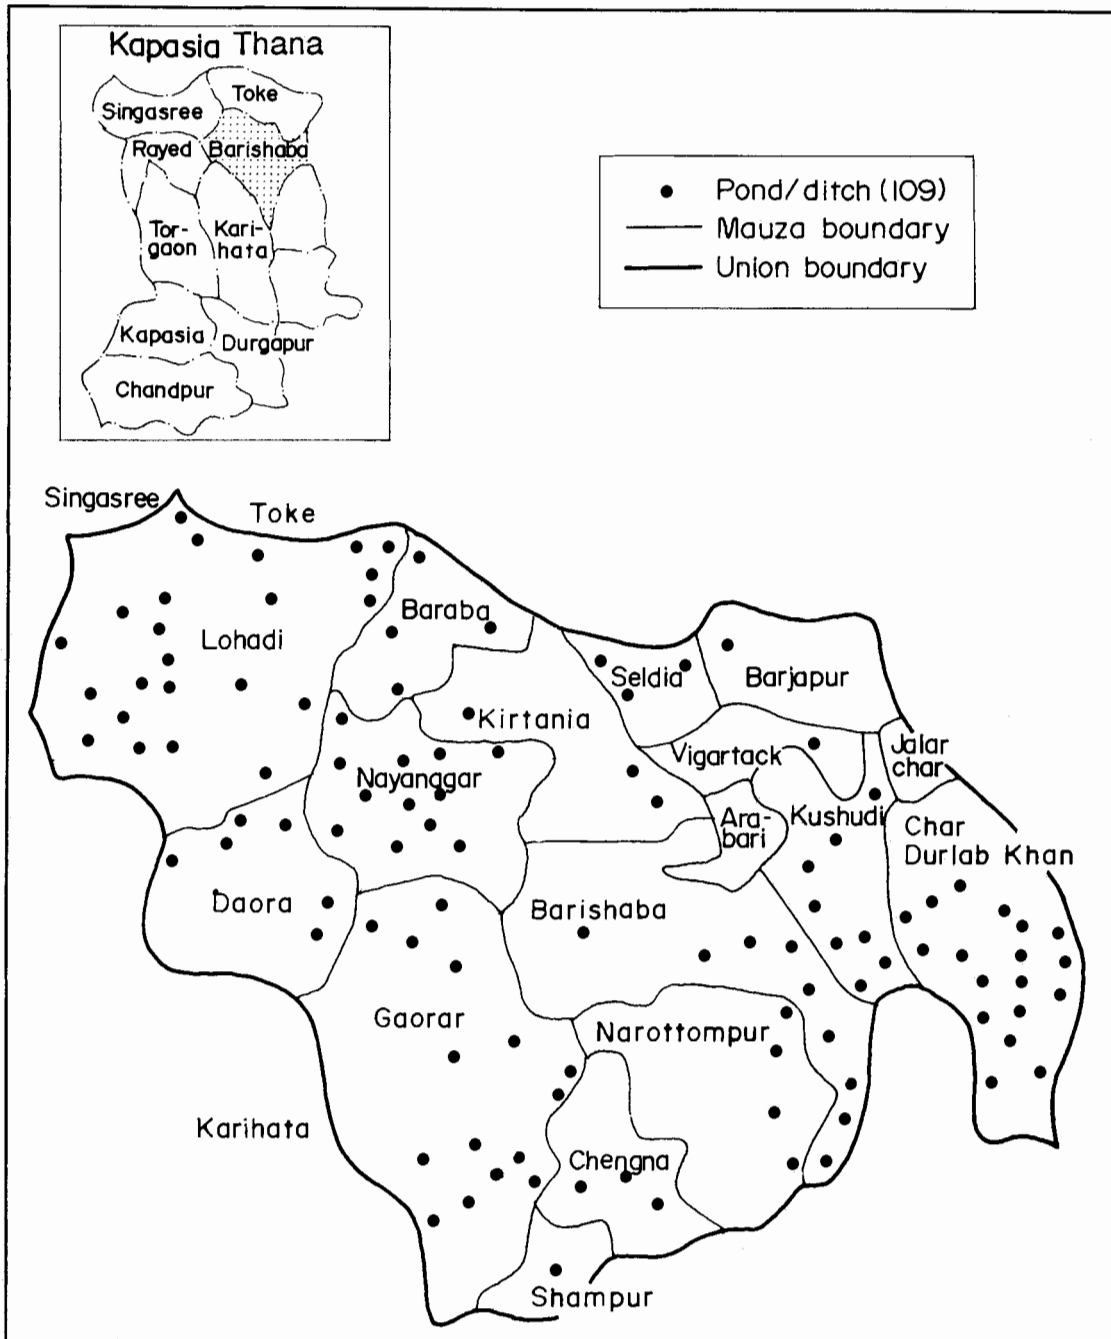 Kapasia Thana
Toke
Singasree
Rayed
Barishaba
Tor-
gaon
Kari-
hata
Kapasia
Durgapur
Chandpur
Pond/ditch (109)
Mauza boundary
Union boundary
Singasree
Toke
Baraba
Lohadi
Seldia
Barjapur
Kirtania
Vigartack
Jalar
char
Nayanagar
Ara-
bari
Kushudi
Char
Durlab Khan
Daora
Barishaba
Gaorar
Narottompur
Karihata
Chengna
Shampur